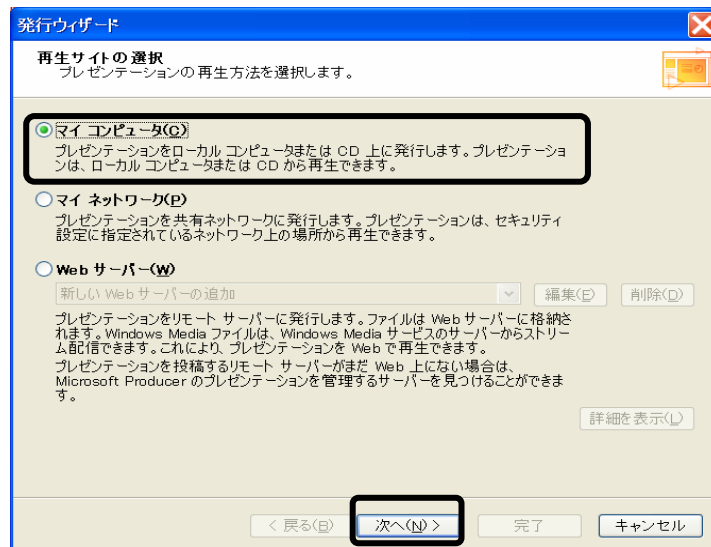 発行ウィザード
再生サイトの選択
プレゼンテーションの再生方法を選択します。
マイ コンピュータ(C)
プレゼンテーションをローカル コンピュータまたは CD 上に発行します。プレゼンテーショ
ンは、ローカル コンピュータまたは CD から再生できます。
マイ ネットワーク(P)
プレゼンテーションを共有ネットワークに発行します。プレゼンテーションは、セキュリティ
設定に指定されているネットワーク上の場所から再生できます。
Web サーバー(W)
新しい Web サーバーの追加 編集(E) 削除(D)
プレゼンテーションをリモート サーバーに発行します。ファイルは Web サーバーに格納さ
れます。Windows Media ファイルは、Windows Media サービスのサーバーからストリー
ム配信できます。これにより、プレゼンテーションを Web で再生できます。
プレゼンテーションを投稿するリモート サーバーがまだ Web 上にない場合は、
Microsoft Producer のプレゼンテーションを管理するサーバーを見つけることができま
す。
詳細を表示(L)
< 戻る(B) 次へ(N) > 完了 キャンセル